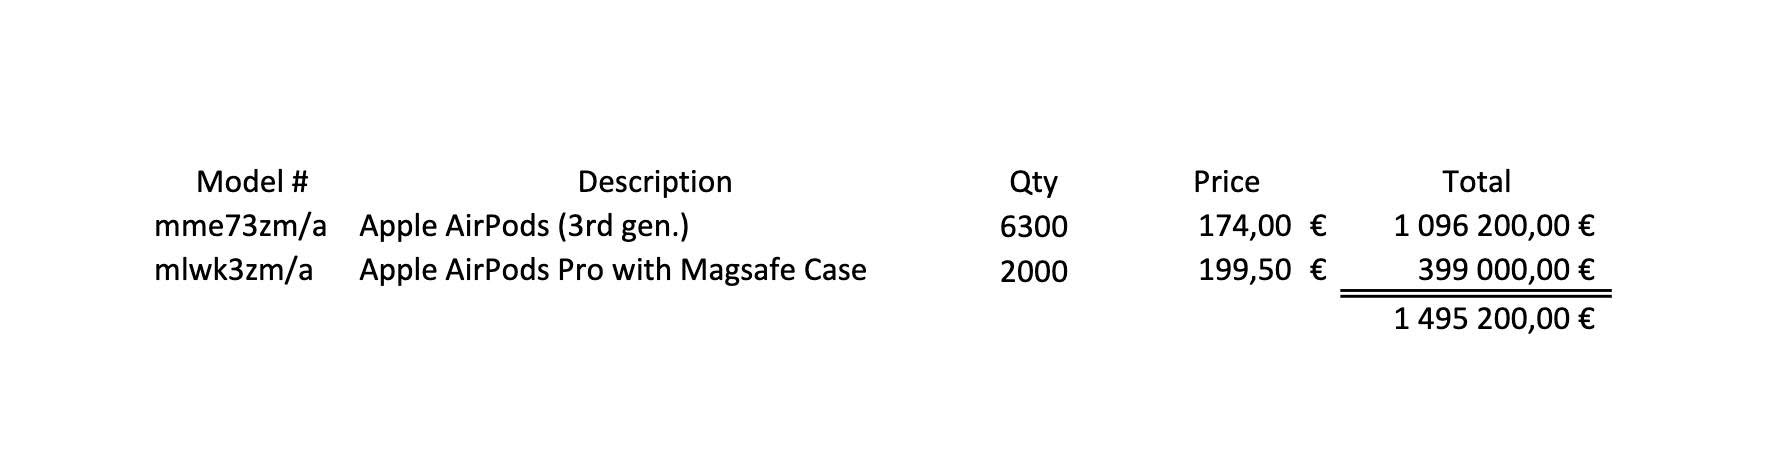 Model # Description Qty Price Total
mme73zm/a Apple AirPods (3rd gen.) 6300 174,00 € 1 096 200,00 €
mlwk3zm/a Apple AirPods Pro with Magsafe Case 2000 199,50 € 399 000,00 €
1 495 200,00 €